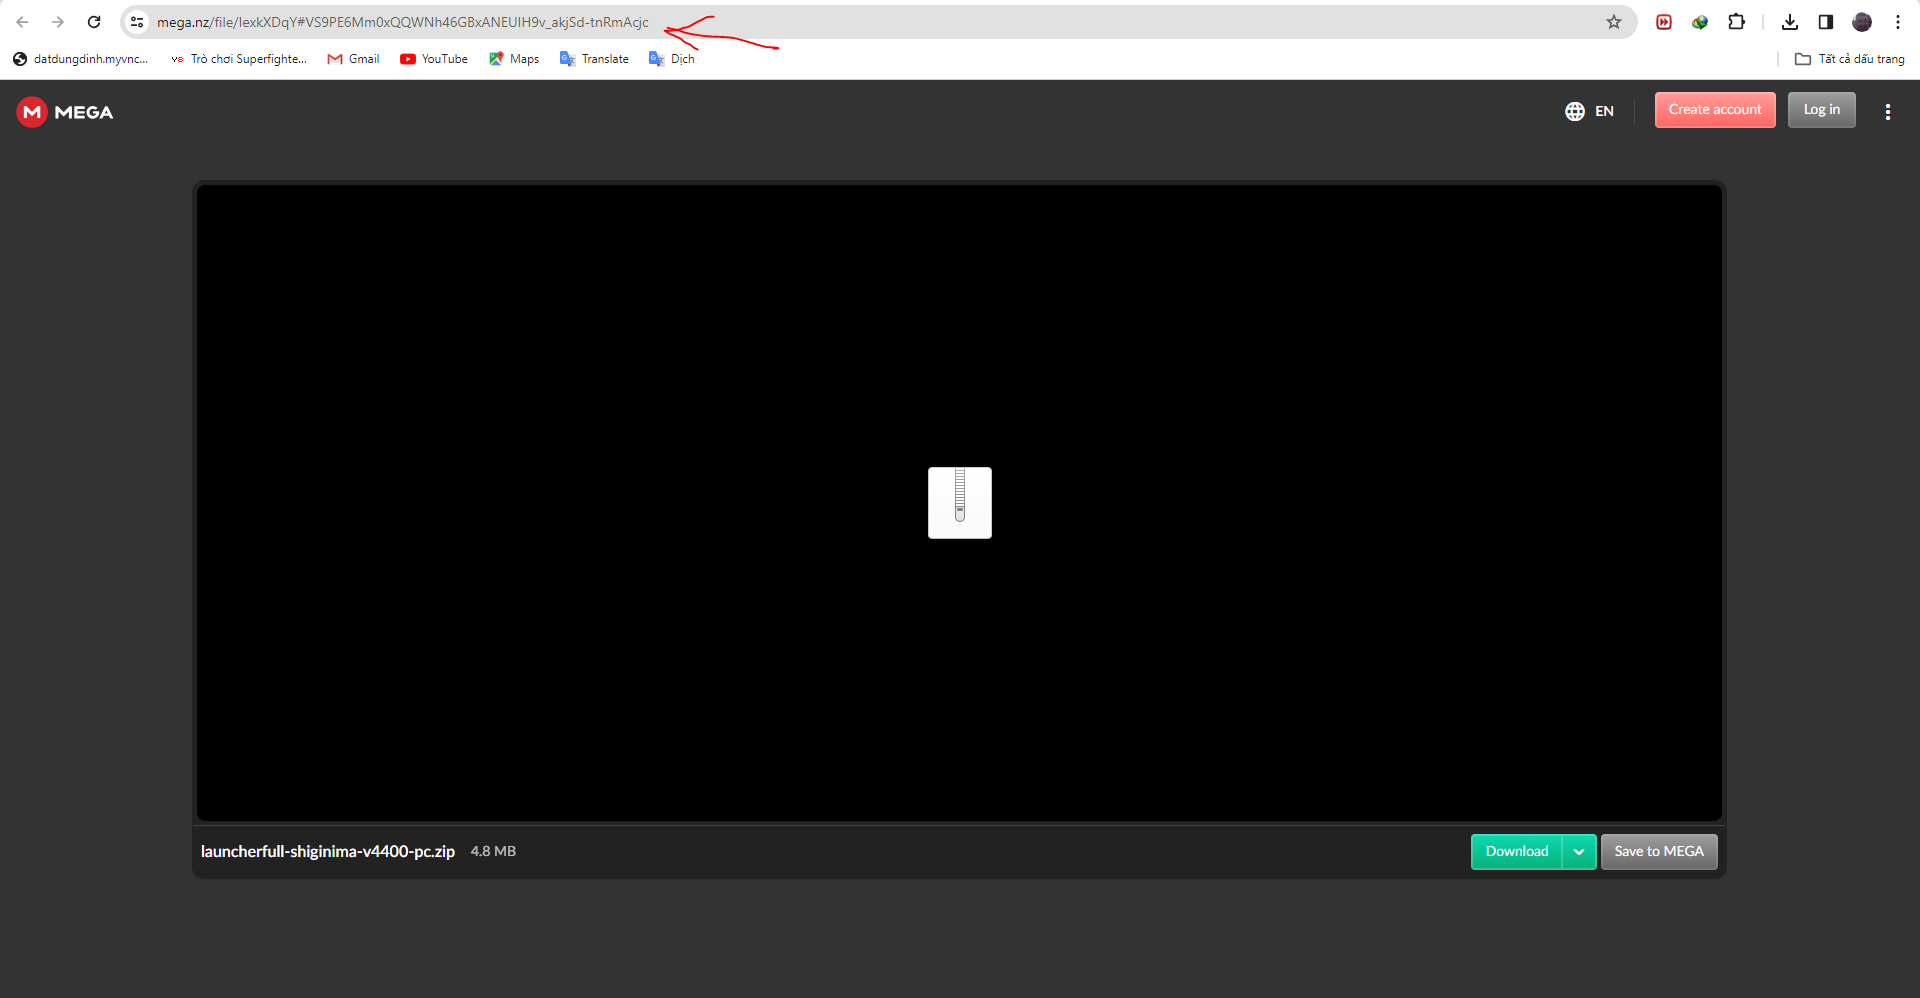 mega.nz/file/IexkXDqY#VS9PE6Mm0xQQWNh46GBxANEUIH9v_akjSd-tnRmAcjc
datdungdinh.myvnc... Trò chơi Superfighte... Gmail YouTube Maps Translate Dịch Tất cả dấu trang
MEGA EN Create account Log in
launcherfull-shiginima-v4400-pc.zip 4.8 MB Download Save to MEGA